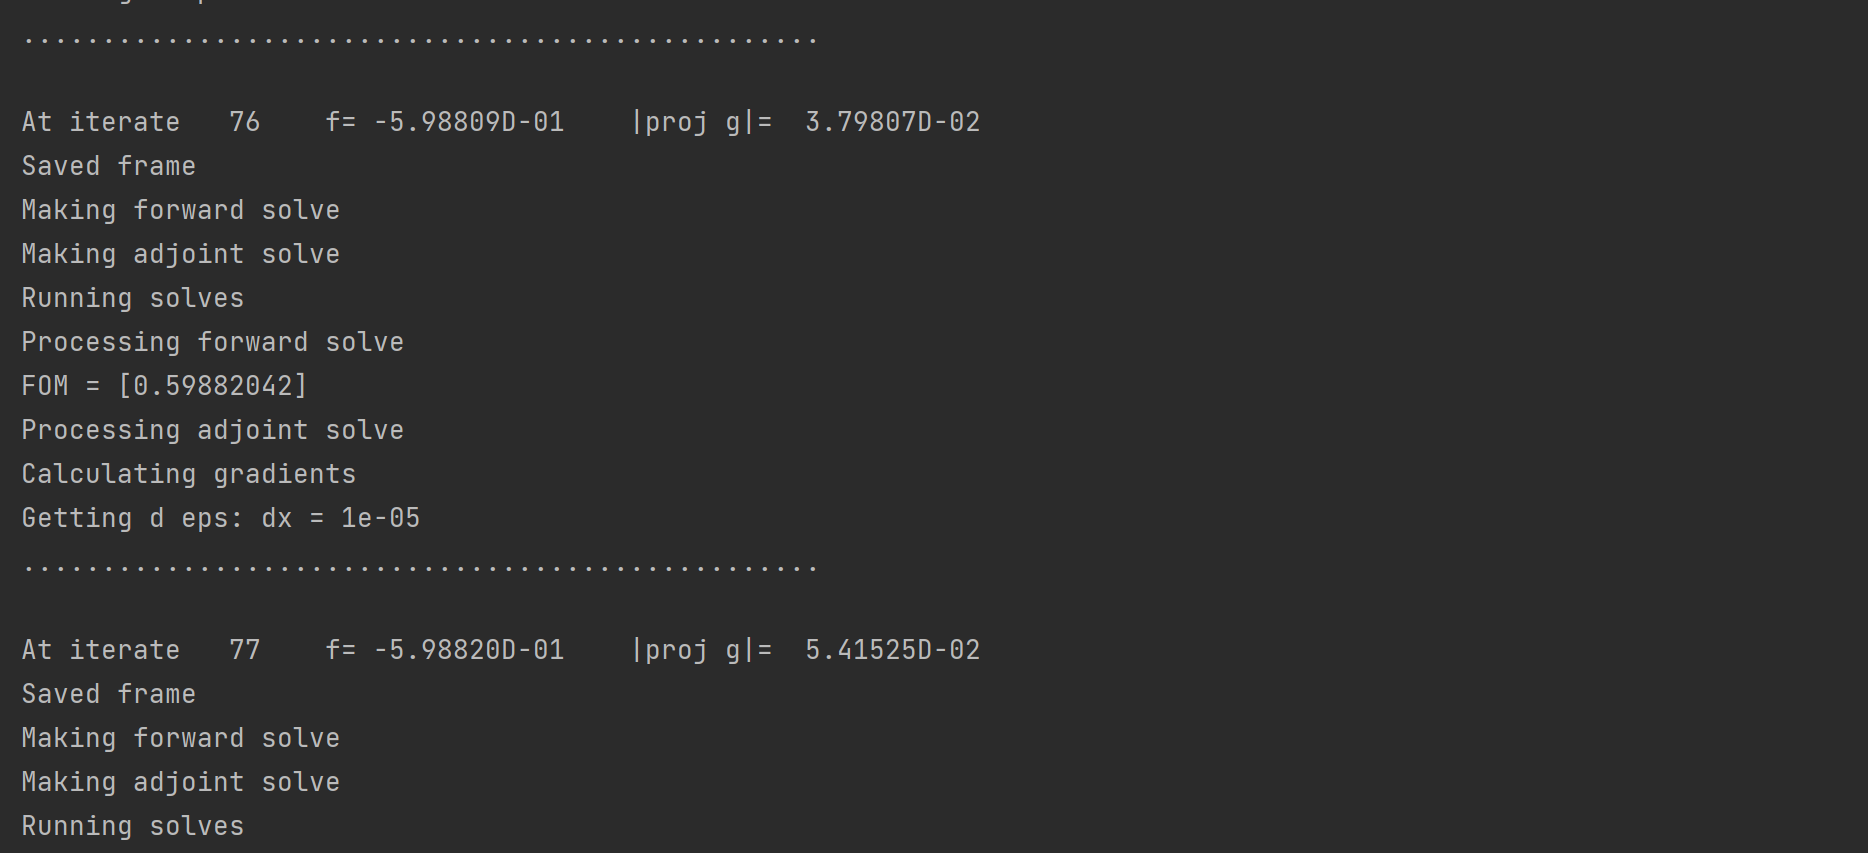 ..................................................
At iterate   76    f= -5.98809D-01    |proj g|=  3.79807D-02
Saved frame
Making forward solve
Making adjoint solve
Running solves
Processing forward solve
FOM = [0.59882042]
Processing adjoint solve
Calculating gradients
Getting d eps: dx = 1e-05
..................................................
At iterate   77    f= -5.98820D-01    |proj g|=  5.41525D-02
Saved frame
Making forward solve
Making adjoint solve
Running solves